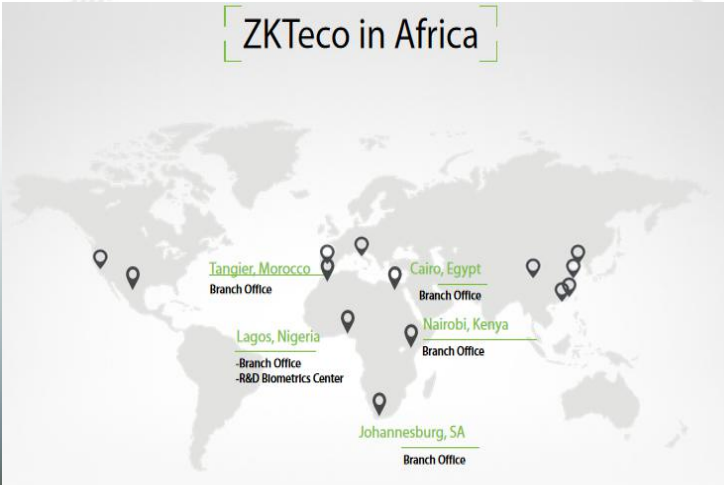 ZKTeco in Africa
Tangier, Morocco
Branch Office
Cairo, Egypt
Branch Office
Lagos, Nigeria
-Branch Office
-R&D Biometrics Center
Nairobi, Kenya
Branch Office
Johannesburg, SA
Branch Office